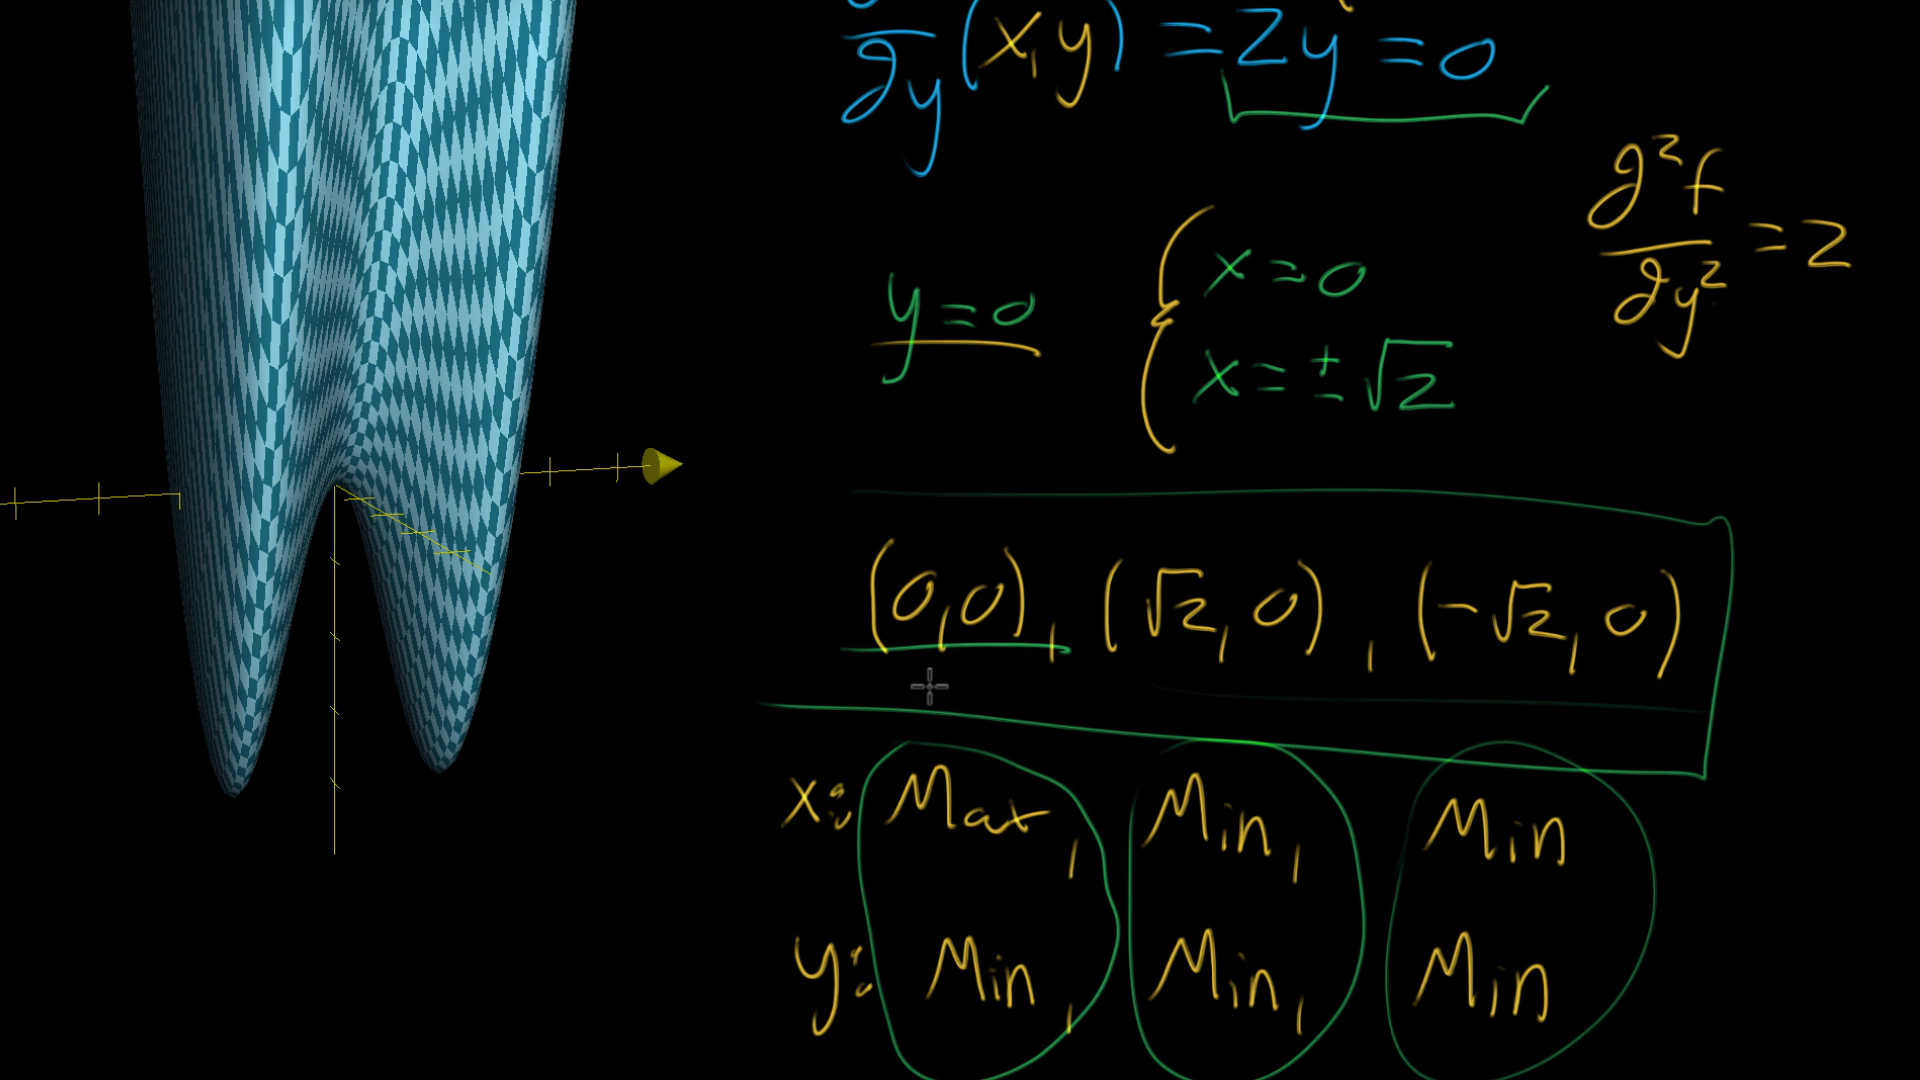 ∂y (x,y) = 2y = 0
∂²f/∂y² = 2
y = 0
x = 0
x = ±√2
(0,0), (√2,0), (-√2,0)
x: Max, Min, Min
y: Min, Min, Min